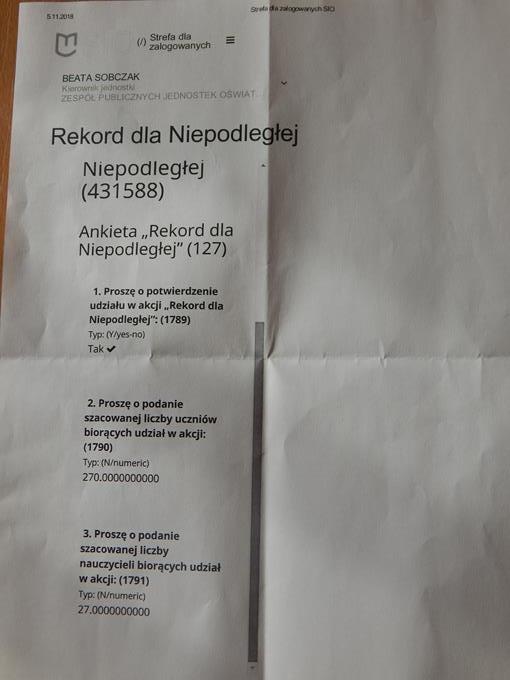 5.11.2018
Strefa dla zalogowanych SIO
(/) Strefa dla
zalogowanych
BEATA SOBCZAK
Kierownik jednostki
ZESPÓŁ PUBLICZNYCH JEDNOSTEK OŚWIAT
Rekord dla Niepodległej
Niepodległej
(431588)
Ankieta „Rekord dla
Niepodległej” (127)
1. Proszę o potwierdzenie
udziału w akcji „Rekord dla
Niepodległej”: (1789)
Typ: (Y/yes-no)
Tak ✔
2. Proszę o podanie
szacowanej liczby uczniów
biorących udział w akcji:
(1790)
Typ: (N/numeric)
270.0000000000
3. Proszę o podanie
szacowanej liczby
nauczycieli biorących udział
w akcji: (1791)
Typ: (N/numeric)
27.0000000000